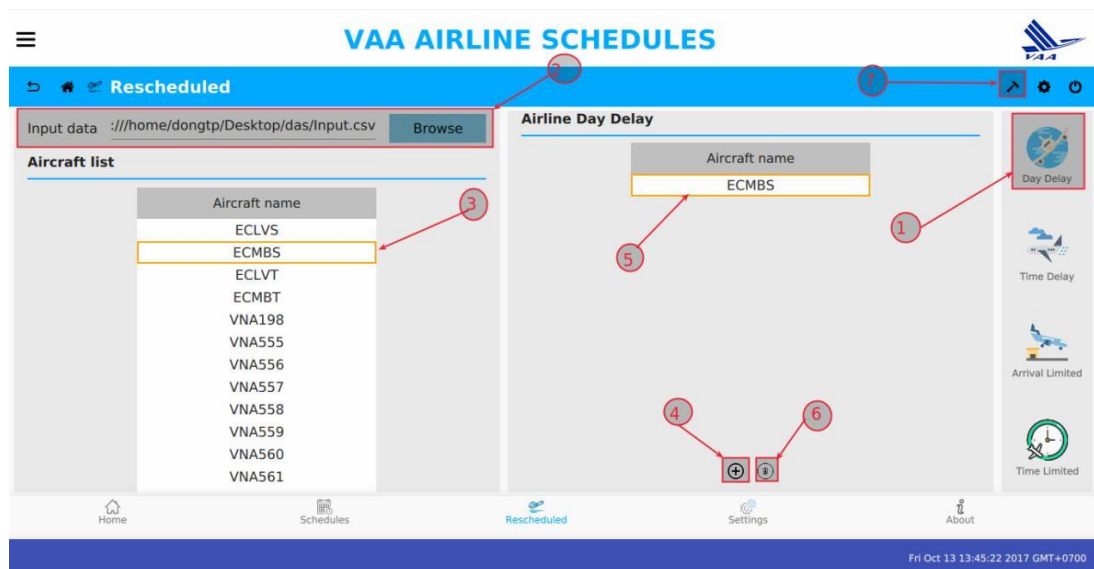 VAA AIRLINE SCHEDULES
VAA
2
7
Rescheduled
Input data :///home/dongtp/Desktop/das/Input.csv Browse
Aircraft list
Aircraft name
3
ECLVS
ECMBS
ECLVT
ECMBT
VNA198
VNA555
VNA556
VNA557
VNA558
VNA559
VNA560
VNA561
Airline Day Delay
Aircraft name
ECMBS
5
4
6
1
Day Delay
Time Delay
Arrival Limited
Time Limited
Home
Schedules
Rescheduled
Settings
About
Fri Oct 13 13:45:22 2017 GMT+0700